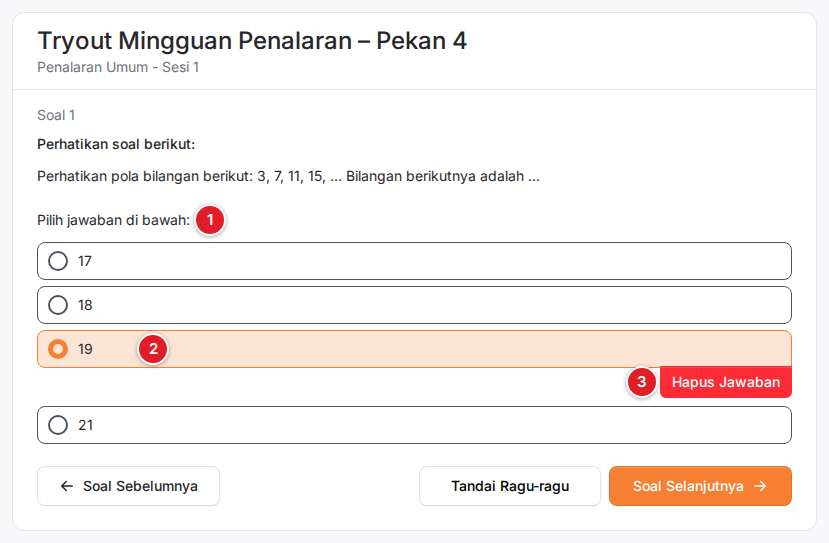 Tryout Mingguan Penalaran – Pekan 4
Penalaran Umum - Sesi 1
Soal 1
Perhatikan soal berikut:
Perhatikan pola bilangan berikut: 3, 7, 11, 15, ... Bilangan berikutnya adalah ...
Pilih jawaban di bawah: 1
17
18
19 2
3 Hapus Jawaban
21
← Soal Sebelumnya Tandai Ragu-ragu Soal Selanjutnya →